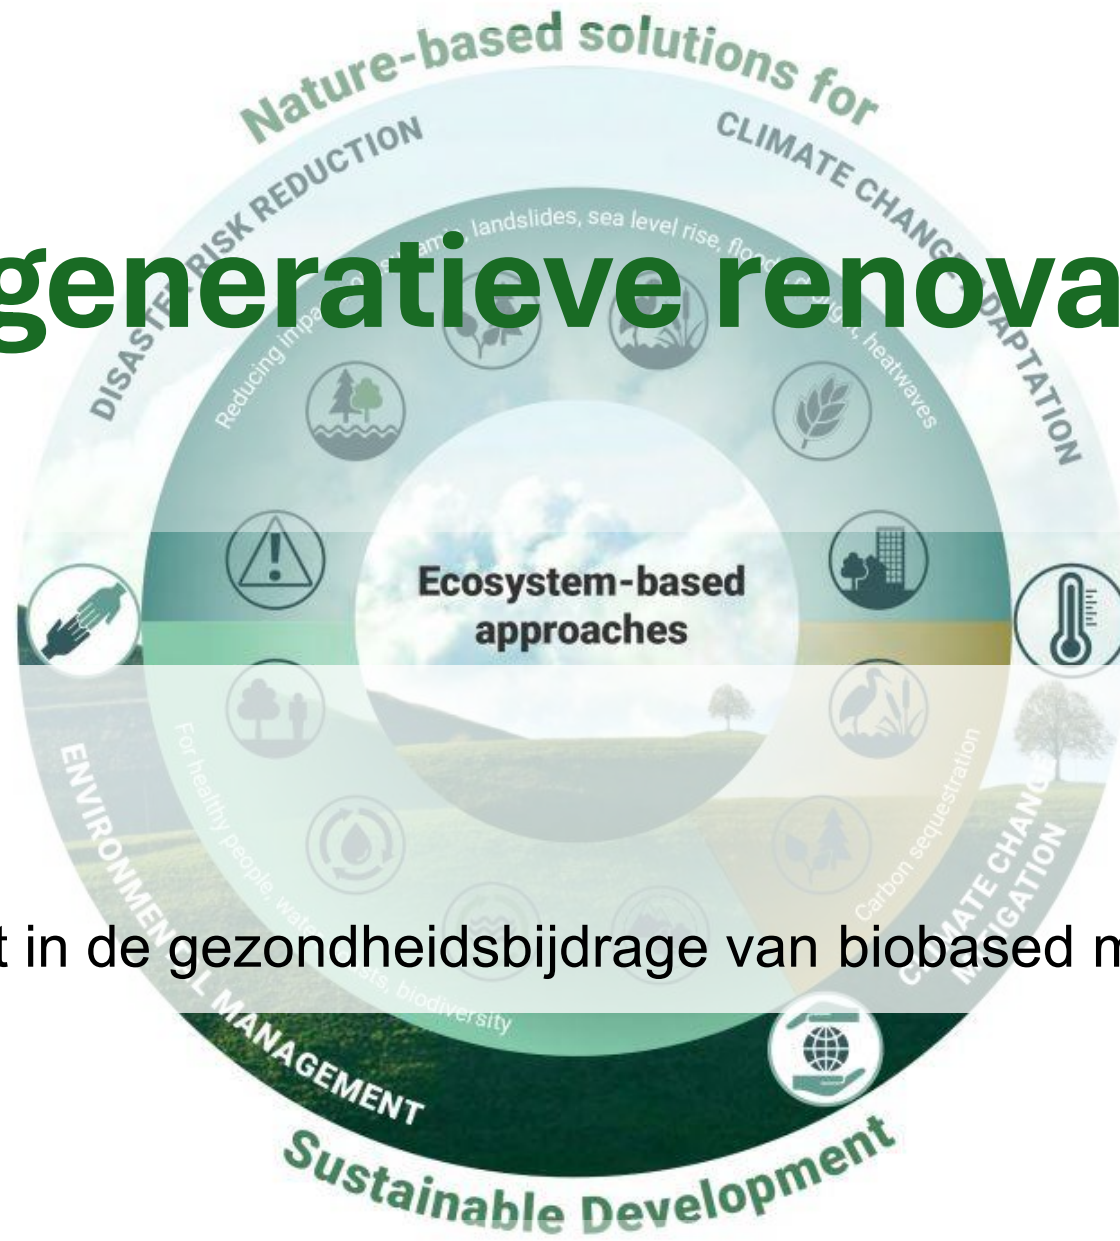 Nature-based solutions for
DISASTER RISK REDUCTION
CLIMATE CHANGE ADAPTATION
landslides, sea level rise, flood
heatwaves
Reducing
generatieve renova
Ecosystem-based
approaches
For healthy people, water
biodiversity
Carbon sequestration
ENVIRONMENTAL MANAGEMENT
CLIMATE CHANGE
MITIGATION
t in de gezondheidsbijdrage van biobased m
Sustainable Development